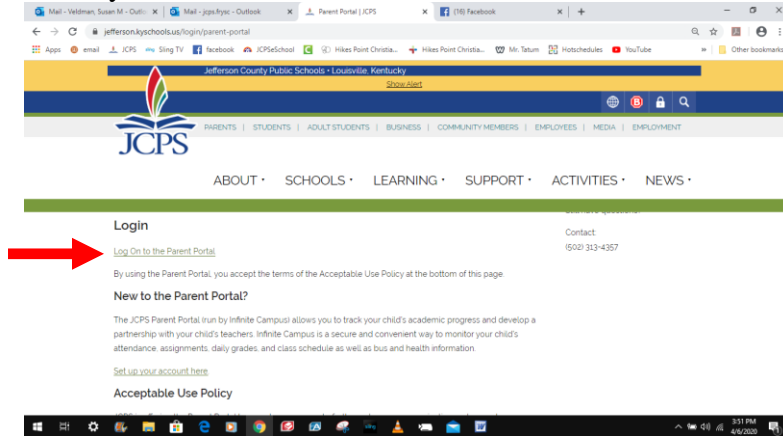 Mail - Veldman, Susan M - Outlo
Mail - jcps.frysc - Outlook
Parent Portal | JCPS
(16) Facebook
jefferson.kyschools.us/login/parent-portal
Apps
email
JCPS
Sling TV
facebook
JCPSeSchool
Hikes Point Christia...
Hikes Point Christia...
Mr. Tatum
Hotschedules
YouTube
Other bookmarks
Jefferson County Public Schools • Louisville, Kentucky
Show Alert
JCPS
PARENTS | STUDENTS | ADULT STUDENTS | BUSINESS | COMMUNITY MEMBERS | EMPLOYEES | MEDIA | EMPLOYMENT
ABOUT • SCHOOLS • LEARNING • SUPPORT • ACTIVITIES • NEWS •
Login
Log On to the Parent Portal
By using the Parent Portal, you accept the terms of the Acceptable Use Policy at the bottom of this page.
New to the Parent Portal?
The JCPS Parent Portal (run by Infinite Campus) allows you to track your child's academic progress and develop a
partnership with your child's teachers. Infinite Campus is a secure and convenient way to monitor your child's
attendance, assignments, daily grades, and class schedule as well as bus and health information.
Set up your account here.
Acceptable Use Policy
Contact:
(502) 313-4357
3:51 PM
4/6/2020